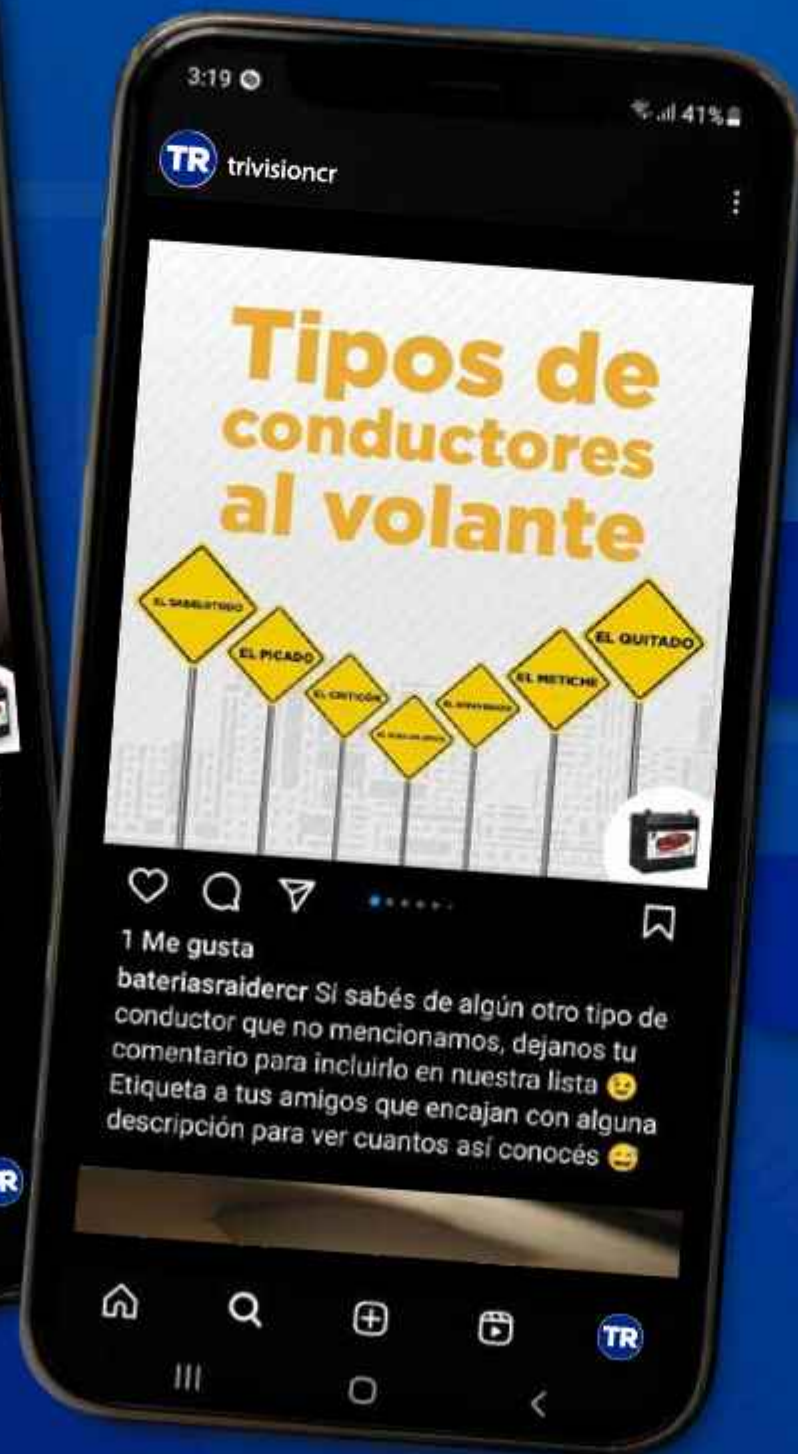 3:19
41%
TR trivisioncr
Tipos de
conductores
al volante
EL SABELOTODO
EL PICADO
EL CRITICÓN
EL METICHE
EL QUITADO
1 Me gusta
bateriasraidercr Si sabés de algún otro tipo de
conductor que no mencionamos, dejanos tu
comentario para incluirlo en nuestra lista 😉
Etiqueta a tus amigos que encajan con alguna
descripción para ver cuantos así conocés 😅
R
TR